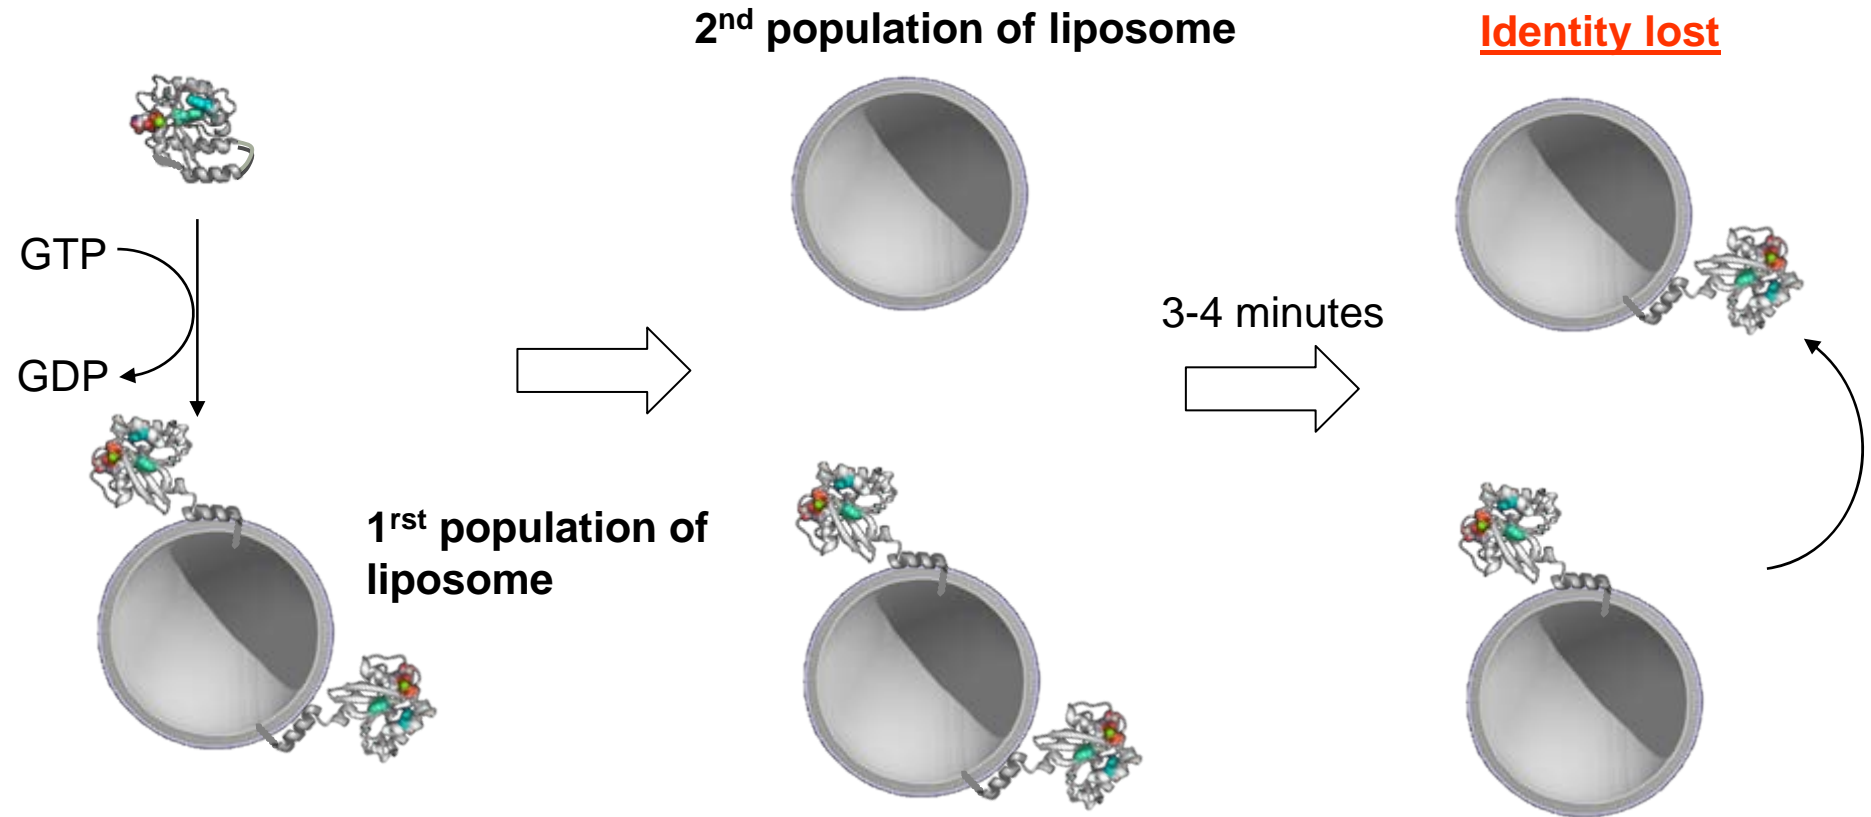 2nd population of liposome
Identity lost
GTP
GDP
3-4 minutes
1rst population of
liposome